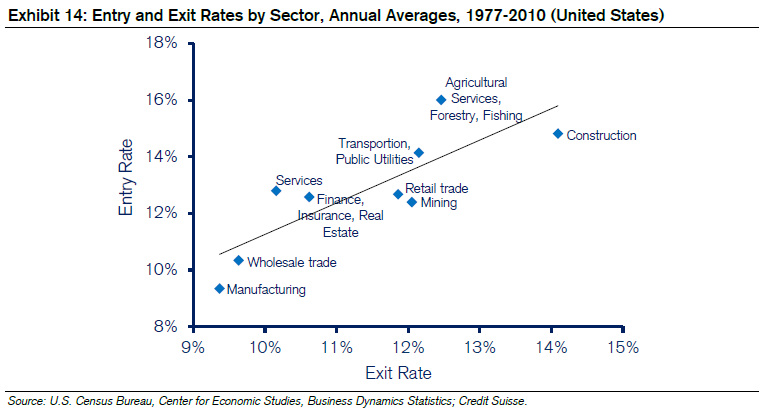 Exhibit 14: Entry and Exit Rates by Sector, Annual Averages, 1977-2010 (United States)
18%
16%
14%
12%
10%
8%
Entry Rate
Agricultural
Services,
Forestry, Fishing
Construction
Transportion,
Public Utilities
Services
Finance,
Insurance, Real
Estate
Retail trade
Mining
Wholesale trade
Manufacturing
9%
10%
11%
12%
13%
14%
15%
Exit Rate
Source: U.S. Census Bureau, Center for Economic Studies, Business Dynamics Statistics; Credit Suisse.